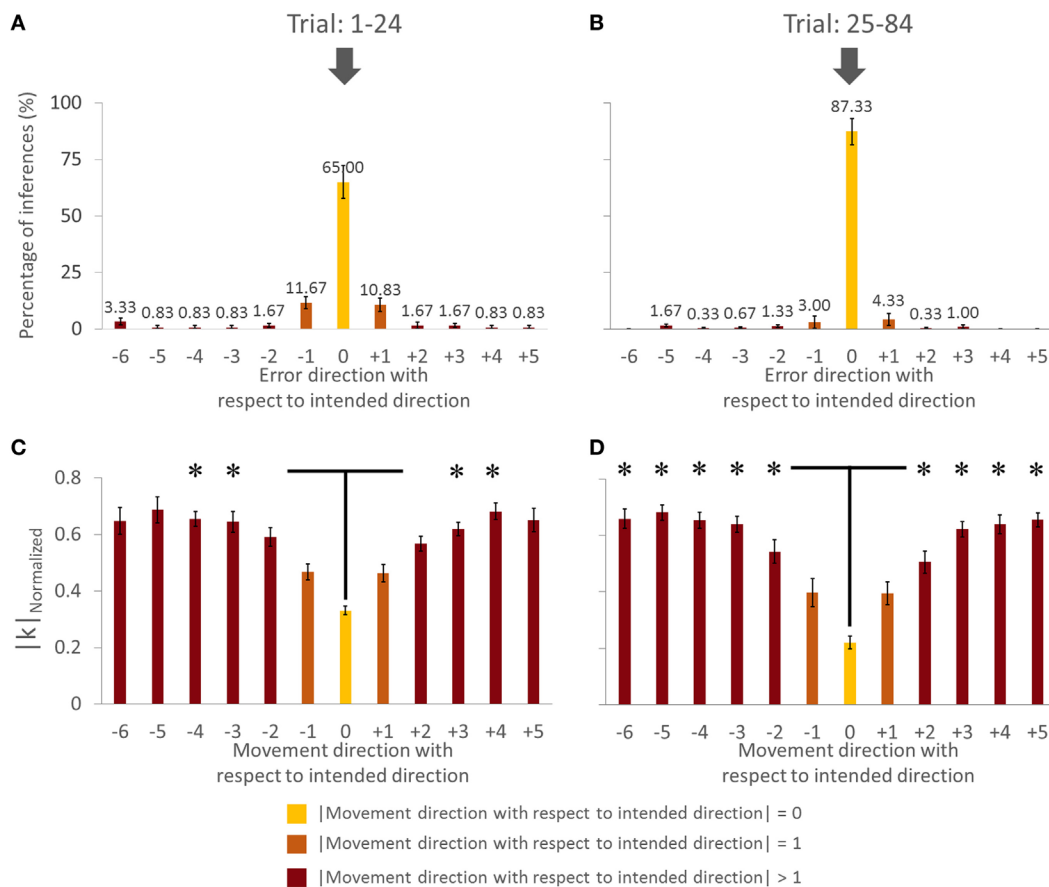 A
Trial: 1-24
Percentage of inferences (%)
100
75
50
25
0
3.33 0.83 0.83 0.83 1.67 11.67 65.00 10.83 1.67 1.67 0.83 0.83
-6 -5 -4 -3 -2 -1 0 +1 +2 +3 +4 +5
Error direction with
respect to intended direction
B
Trial: 25-84
87.33
1.67 0.33 0.67 1.33 3.00 4.33 0.33 1.00
-6 -5 -4 -3 -2 -1 0 +1 +2 +3 +4 +5
Error direction with
respect to intended direction
C
|k|Normalized
0.8
0.6
0.4
0.2
0
* * * *
-6 -5 -4 -3 -2 -1 0 +1 +2 +3 +4 +5
Movement direction with
respect to intended direction
D
* * * * * * * * *
-6 -5 -4 -3 -2 -1 0 +1 +2 +3 +4 +5
Movement direction with
respect to intended direction
|Movement direction with respect to intended direction| = 0
|Movement direction with respect to intended direction| = 1
|Movement direction with respect to intended direction| > 1